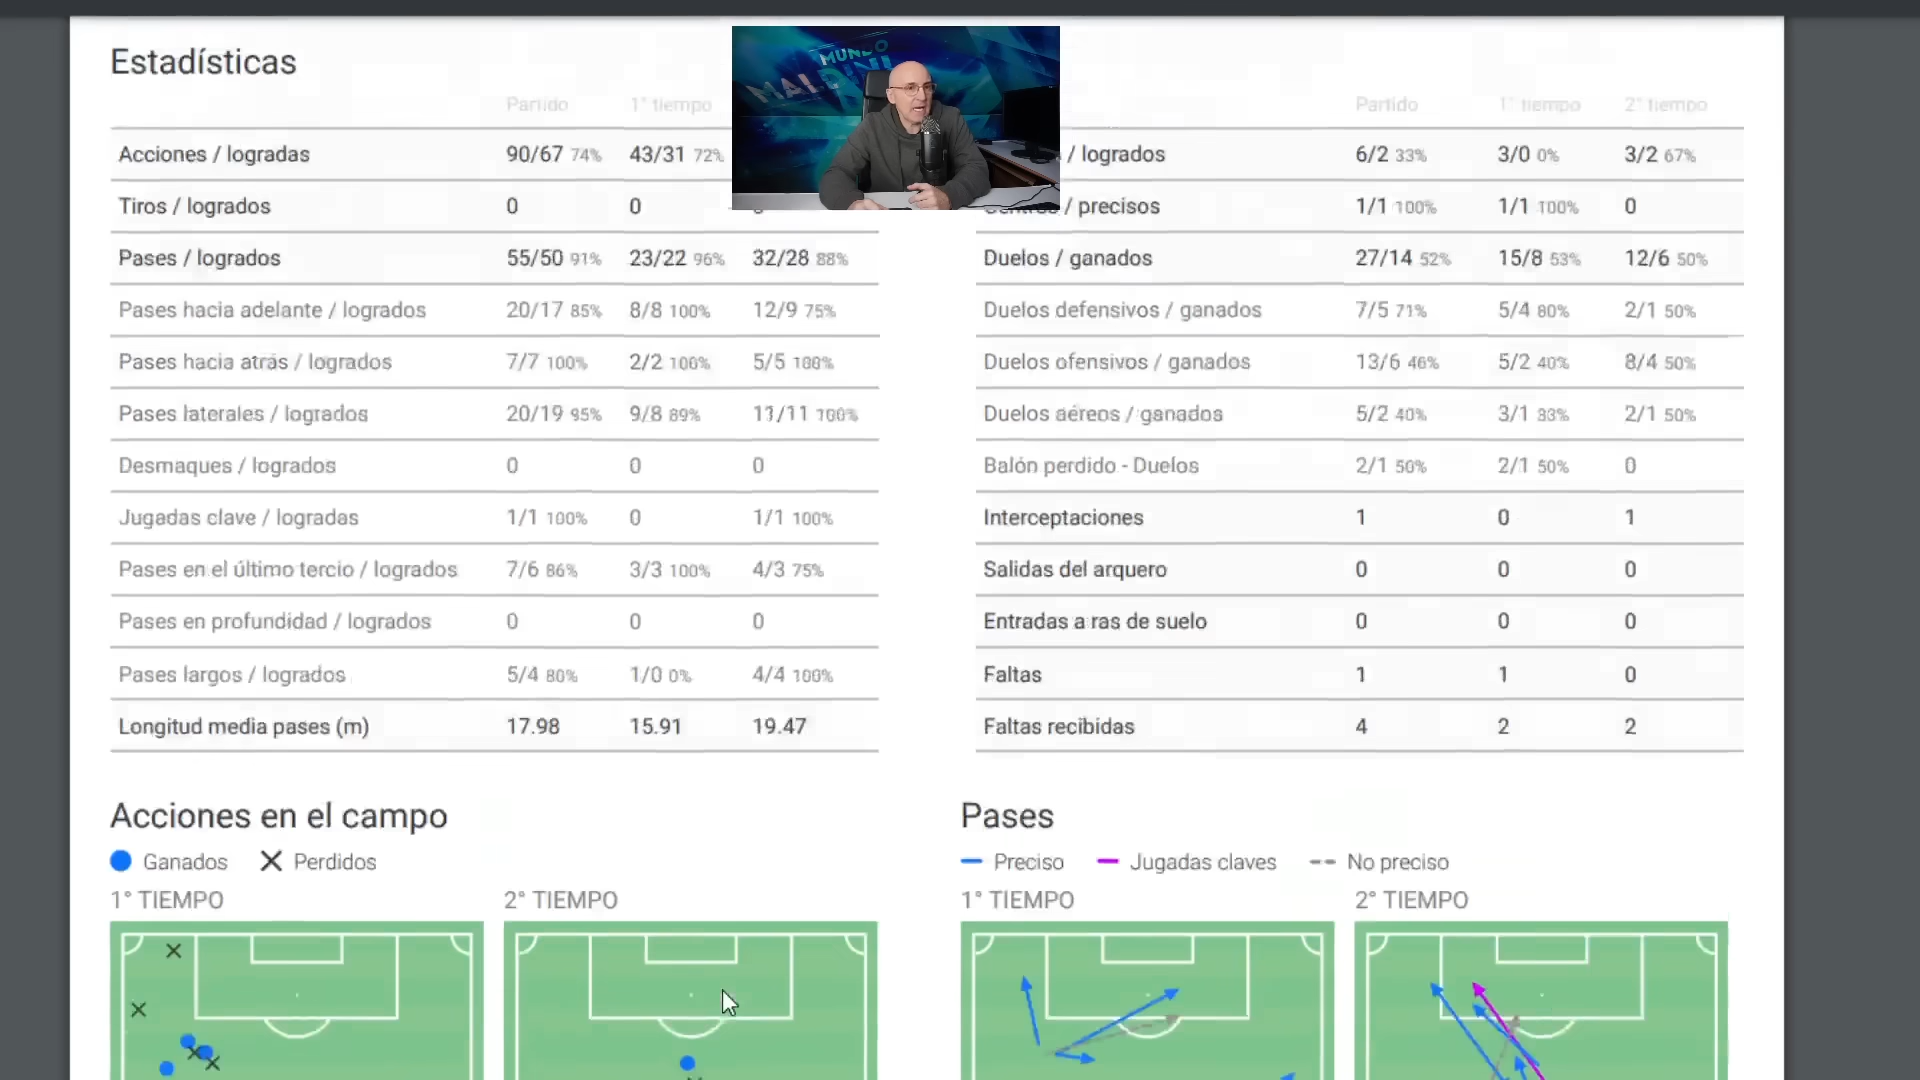 Estadísticas
MUNDO
MALDINI
Partido 1° tiempo
Acciones / logradas 90/67 74% 43/31 72%
Tiros / logrados 0 0
Pases / logrados 55/50 91% 23/22 96% 32/28 88%
Pases hacia adelante / logrados 20/17 85% 8/8 100% 12/9 75%
Pases hacia atrás / logrados 7/7 100% 2/2 100% 5/5 100%
Pases laterales / logrados 20/19 95% 9/8 89% 11/11 100%
Desmaques / logrados 0 0 0
Jugadas clave / logradas 1/1 100% 0 1/1 100%
Pases en el último tercio / logrados 7/6 86% 3/3 100% 4/3 75%
Pases en profundidad / logrados 0 0 0
Pases largos / logrados 5/4 80% 1/0 0% 4/4 100%
Longitud media pases (m) 17.98 15.91 19.47
Partido 1° tiempo 2° tiempo
/ logrados 6/2 33% 3/0 0% 3/2 67%
/ precisos 1/1 100% 1/1 100% 0
Duelos / ganados 27/14 52% 15/8 53% 12/6 50%
Duelos defensivos / ganados 7/5 71% 5/4 80% 2/1 50%
Duelos ofensivos / ganados 13/6 46% 5/2 40% 8/4 50%
Duelos aéreos / ganados 5/2 40% 3/1 33% 2/1 50%
Balón perdido - Duelos 2/1 50% 2/1 50% 0
Interceptaciones 1 0 1
Salidas del arquero 0 0 0
Entradas a ras de suelo 0 0 0
Faltas 1 1 0
Faltas recibidas 4 2 2
Acciones en el campo
Ganados Perdidos
1° TIEMPO 2° TIEMPO
Pases
Preciso Jugadas claves No preciso
1° TIEMPO 2° TIEMPO